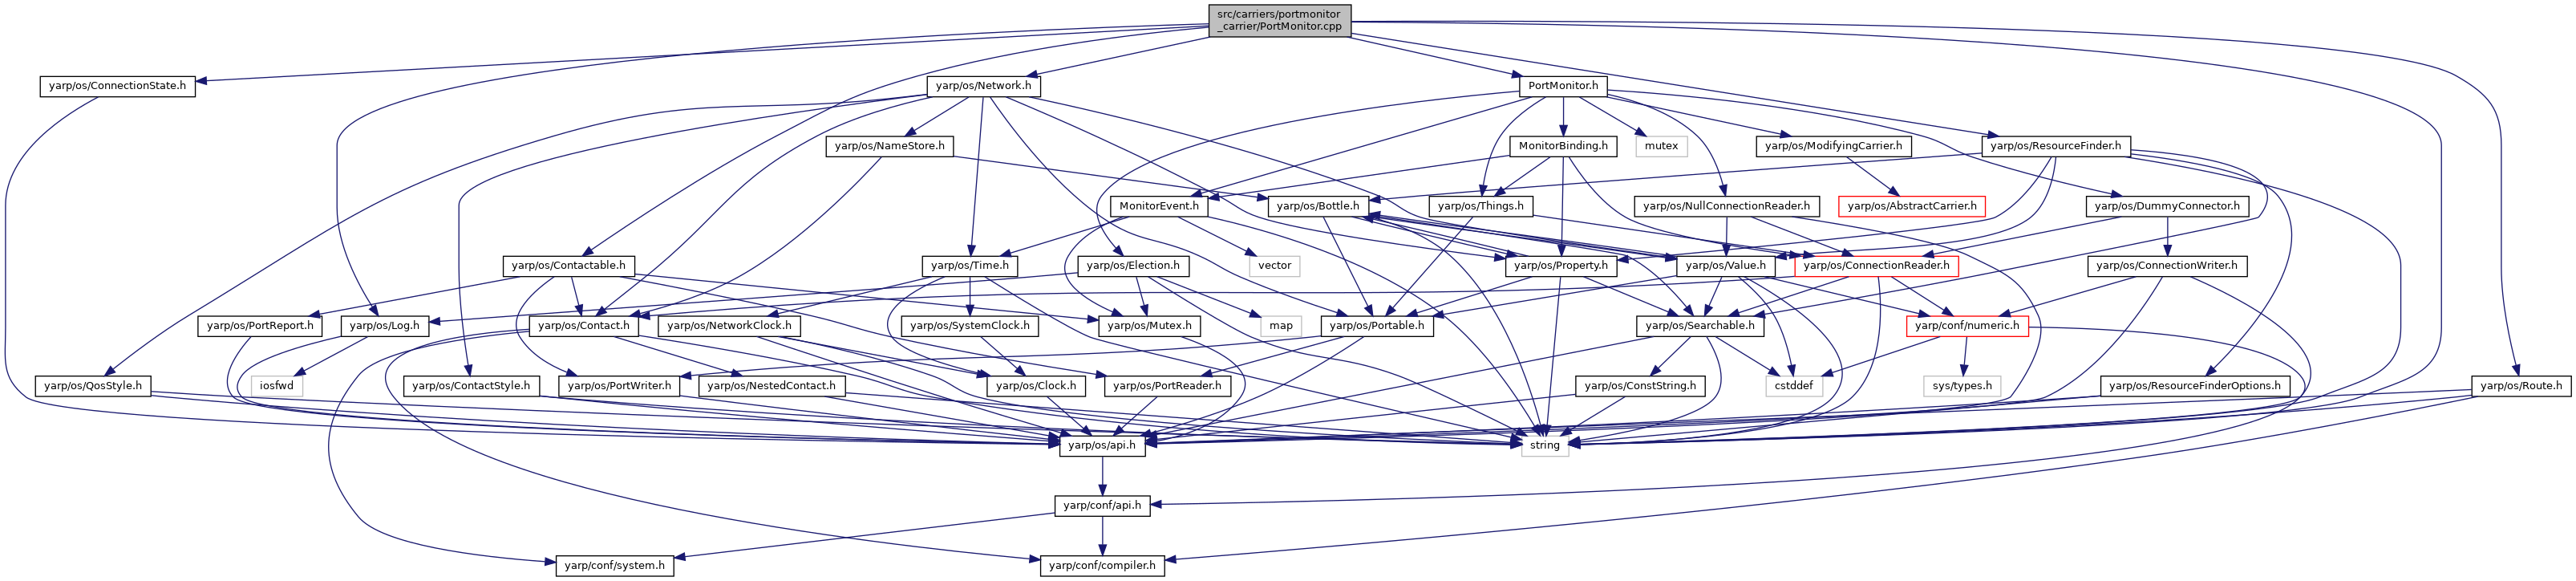 src/carriers/portmonitor
_carrier/PortMonitor.cpp
yarp/os/ConnectionState.h
yarp/os/Network.h
PortMonitor.h
yarp/os/NameStore.h
MonitorBinding.h
mutex
yarp/os/ModifyingCarrier.h
yarp/os/ResourceFinder.h
MonitorEvent.h
yarp/os/Bottle.h
yarp/os/Things.h
yarp/os/AbstractCarrier.h
yarp/os/NullConnectionReader.h
yarp/os/DummyConnector.h
yarp/os/Contactable.h
yarp/os/Time.h
yarp/os/Election.h
vector
yarp/os/Property.h
yarp/os/Value.h
yarp/os/ConnectionReader.h
yarp/os/ConnectionWriter.h
yarp/os/PortReport.h
yarp/os/Log.h
yarp/os/Contact.h
yarp/os/NetworkClock.h
yarp/os/SystemClock.h
yarp/os/Mutex.h
map
yarp/os/Portable.h
yarp/os/Searchable.h
yarp/conf/numeric.h
yarp/os/QosStyle.h
iosfwd
yarp/os/ContactStyle.h
yarp/os/PortWriter.h
yarp/os/NestedContact.h
yarp/os/Clock.h
yarp/os/PortReader.h
yarp/os/ConstString.h
cstddef
sys/types.h
yarp/os/ResourceFinderOptions.h
yarp/os/Route.h
yarp/os/api.h
string
yarp/conf/api.h
yarp/conf/system.h
yarp/conf/compiler.h